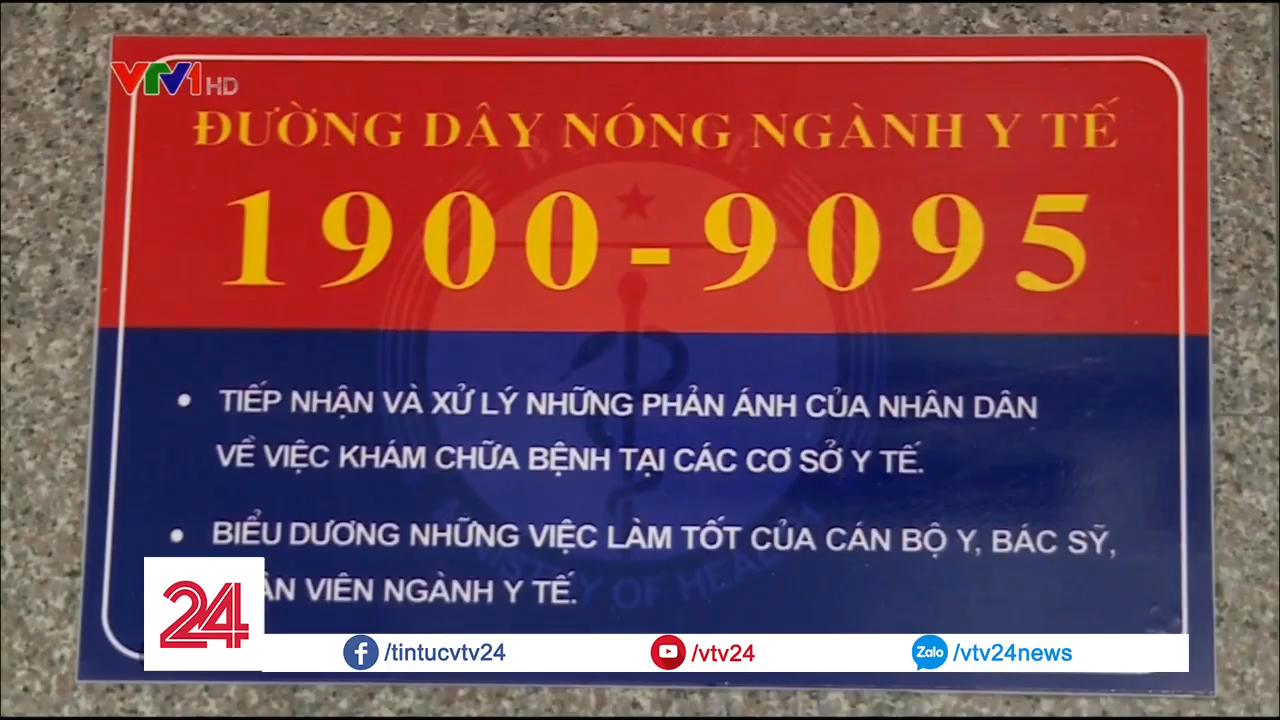 VTV1 HD
ĐƯỜNG DÂY NÓNG NGÀNH Y TẾ
1900-9095
• TIẾP NHẬN VÀ XỬ LÝ NHỮNG PHẢN ÁNH CỦA NHÂN DÂN
VỀ VIỆC KHÁM CHỮA BỆNH TẠI CÁC CƠ SỞ Y TẾ.
• BIỂU DƯƠNG NHỮNG VIỆC LÀM TỐT CỦA CÁN BỘ Y, BÁC SỸ,
VIÊN NGÀNH Y TẾ.
OF HEALTH
24
/tintucvtv24
/vtv24
Zalo /vtv24news